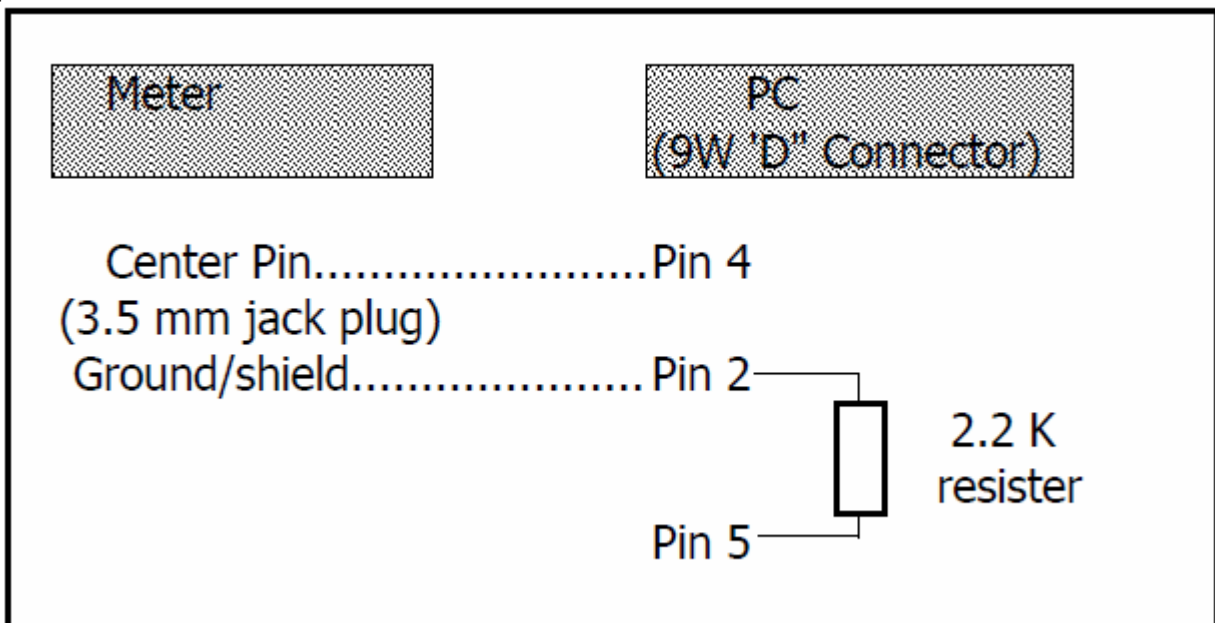 Meter
PC
(9W 'D" Connector)
Center Pin........................Pin 4
(3.5 mm jack plug)
Ground/shield..................... Pin 2
2.2 K
resister
Pin 5